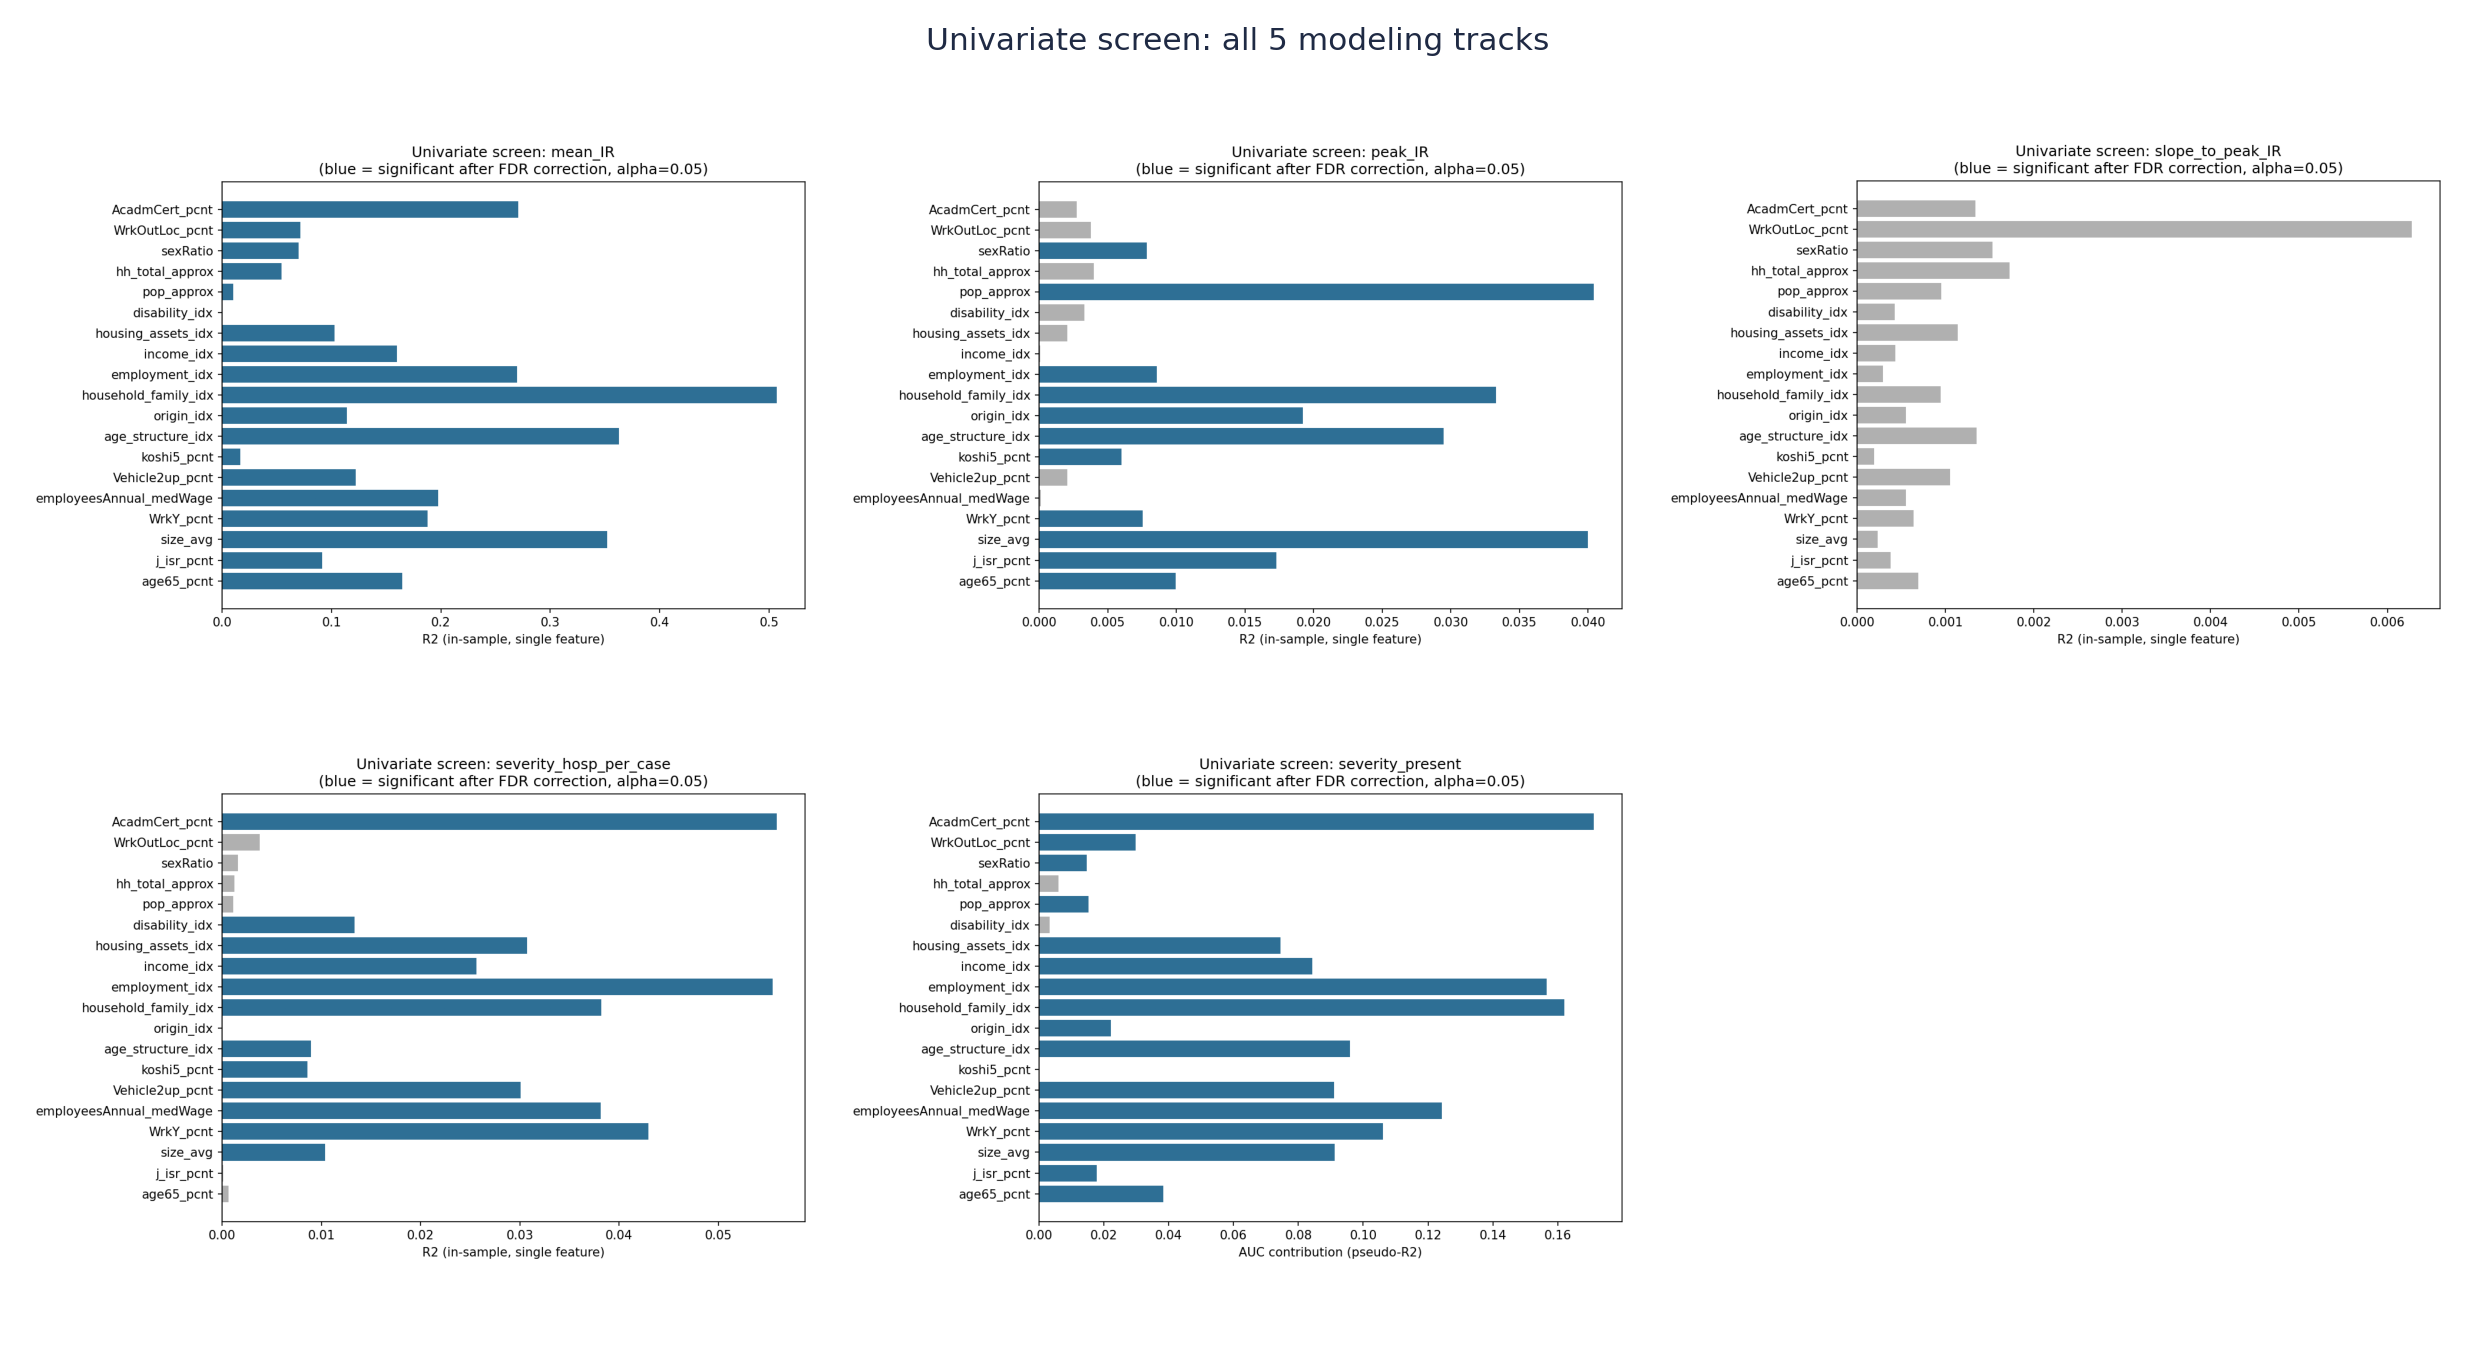 Univariate screen: all 5 modeling tracks
Univariate screen: mean_IR
(blue = significant after FDR correction, alpha=0.05)
AcadmCert_pcnt
WrkOutLoc_pcnt
sexRatio
hh_total_approx
pop_approx
disability_idx
housing_assets_idx
income_idx
employment_idx
household_family_idx
origin_idx
age_structure_idx
koshi5_pcnt
Vehicle2up_pcnt
employeesAnnual_medWage
WrkY_pcnt
size_avg
j_isr_pcnt
age65_pcnt
0.0 0.1 0.2 0.3 0.4 0.5
R2 (in-sample, single feature)
Univariate screen: peak_IR
(blue = significant after FDR correction, alpha=0.05)
AcadmCert_pcnt
WrkOutLoc_pcnt
sexRatio
hh_total_approx
pop_approx
disability_idx
housing_assets_idx
income_idx
employment_idx
household_family_idx
origin_idx
age_structure_idx
koshi5_pcnt
Vehicle2up_pcnt
employeesAnnual_medWage
WrkY_pcnt
size_avg
j_isr_pcnt
age65_pcnt
0.000 0.005 0.010 0.015 0.020 0.025 0.030 0.035 0.040
R2 (in-sample, single feature)
Univariate screen: slope_to_peak_IR
(blue = significant after FDR correction, alpha=0.05)
AcadmCert_pcnt
WrkOutLoc_pcnt
sexRatio
hh_total_approx
pop_approx
disability_idx
housing_assets_idx
income_idx
employment_idx
household_family_idx
origin_idx
age_structure_idx
koshi5_pcnt
Vehicle2up_pcnt
employeesAnnual_medWage
WrkY_pcnt
size_avg
j_isr_pcnt
age65_pcnt
0.000 0.001 0.002 0.003 0.004 0.005 0.006
R2 (in-sample, single feature)
Univariate screen: severity_hosp_per_case
(blue = significant after FDR correction, alpha=0.05)
AcadmCert_pcnt
WrkOutLoc_pcnt
sexRatio
hh_total_approx
pop_approx
disability_idx
housing_assets_idx
income_idx
employment_idx
household_family_idx
origin_idx
age_structure_idx
koshi5_pcnt
Vehicle2up_pcnt
employeesAnnual_medWage
WrkY_pcnt
size_avg
j_isr_pcnt
age65_pcnt
0.00 0.01 0.02 0.03 0.04 0.05
R2 (in-sample, single feature)
Univariate screen: severity_present
(blue = significant after FDR correction, alpha=0.05)
AcadmCert_pcnt
WrkOutLoc_pcnt
sexRatio
hh_total_approx
pop_approx
disability_idx
housing_assets_idx
income_idx
employment_idx
household_family_idx
origin_idx
age_structure_idx
koshi5_pcnt
Vehicle2up_pcnt
employeesAnnual_medWage
WrkY_pcnt
size_avg
j_isr_pcnt
age65_pcnt
0.00 0.02 0.04 0.06 0.08 0.10 0.12 0.14 0.16
AUC contribution (pseudo-R2)